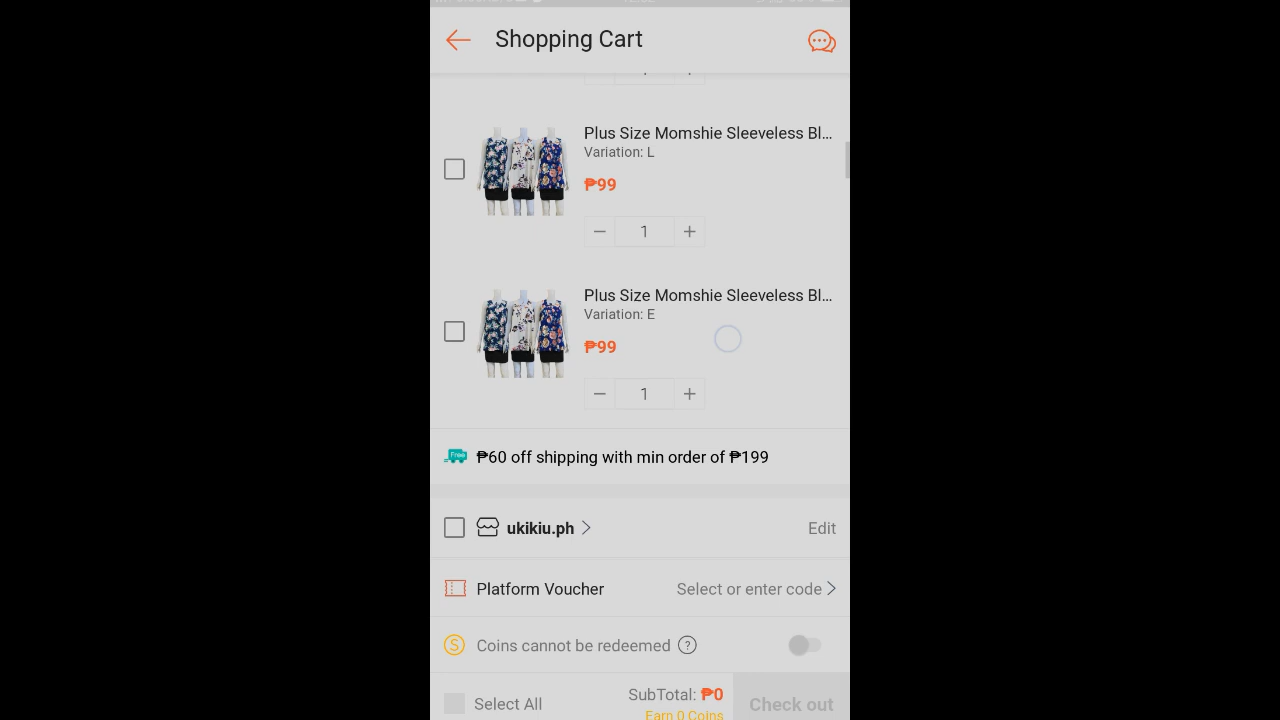 Shopping Cart
Plus Size Momshie Sleeveless Bl...
Variation: L
₱99
1
Plus Size Momshie Sleeveless Bl...
Variation: E
₱99
1
Free
₱60 off shipping with min order of ₱199
ukikiu.ph
Edit
Platform Voucher
Select or enter code
Coins cannot be redeemed ?
Select All
SubTotal: ₱0
Earn 0 Coins
Check out